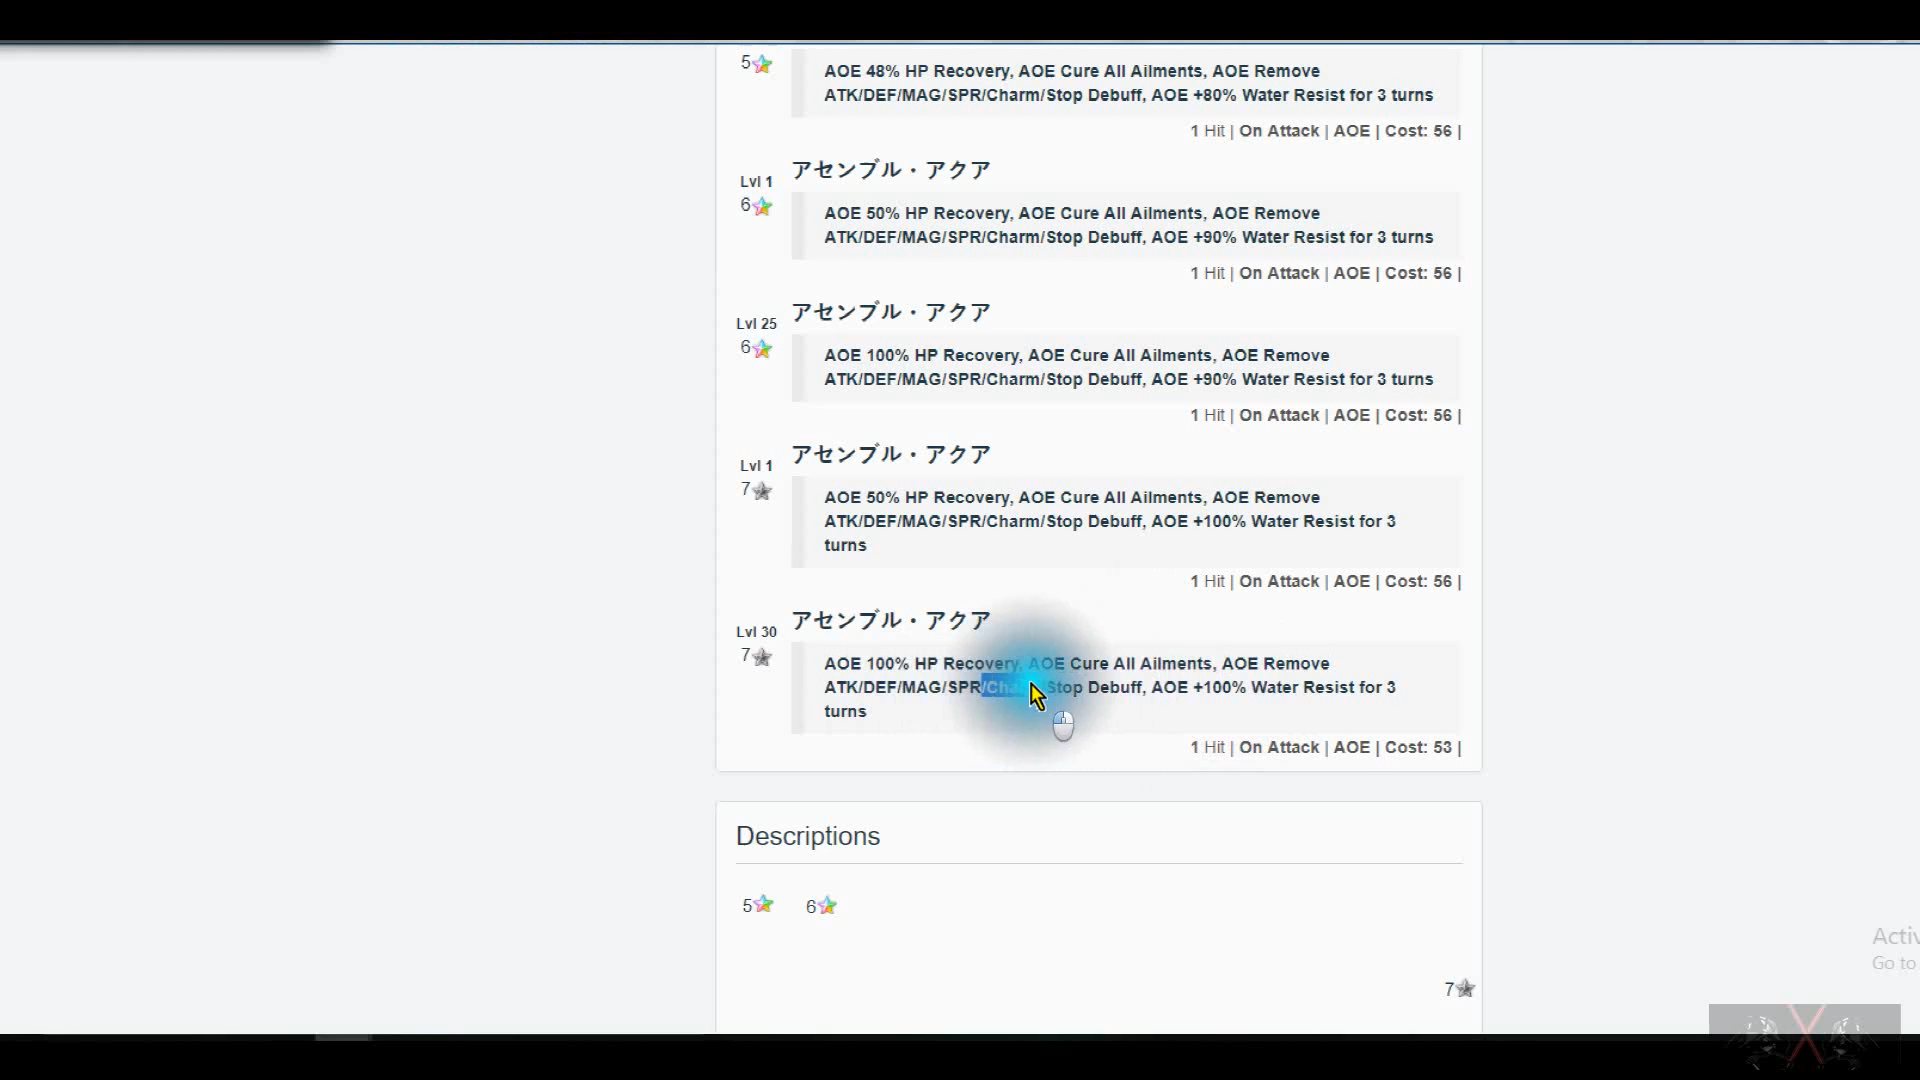 5
AOE 48% HP Recovery, AOE Cure All Ailments, AOE Remove
ATK/DEF/MAG/SPR/Charm/Stop Debuff, AOE +80% Water Resist for 3 turns
1 Hit | On Attack | AOE | Cost: 56 |
アセンブル・アクア
Lvl 1
6
AOE 50% HP Recovery, AOE Cure All Ailments, AOE Remove
ATK/DEF/MAG/SPR/Charm/Stop Debuff, AOE +90% Water Resist for 3 turns
1 Hit | On Attack | AOE | Cost: 56 |
アセンブル・アクア
Lvl 25
6
AOE 100% HP Recovery, AOE Cure All Ailments, AOE Remove
ATK/DEF/MAG/SPR/Charm/Stop Debuff, AOE +90% Water Resist for 3 turns
1 Hit | On Attack | AOE | Cost: 56 |
アセンブル・アクア
Lvl 1
7
AOE 50% HP Recovery, AOE Cure All Ailments, AOE Remove
ATK/DEF/MAG/SPR/Charm/Stop Debuff, AOE +100% Water Resist for 3
turns
1 Hit | On Attack | AOE | Cost: 56 |
アセンブル・アクア
Lvl 30
7
AOE 100% HP Recovery, AOE Cure All Ailments, AOE Remove
ATK/DEF/MAG/SPR/Charm/Stop Debuff, AOE +100% Water Resist for 3
turns
1 Hit | On Attack | AOE | Cost: 53 |
Descriptions
5 6
7
Activ
Go to